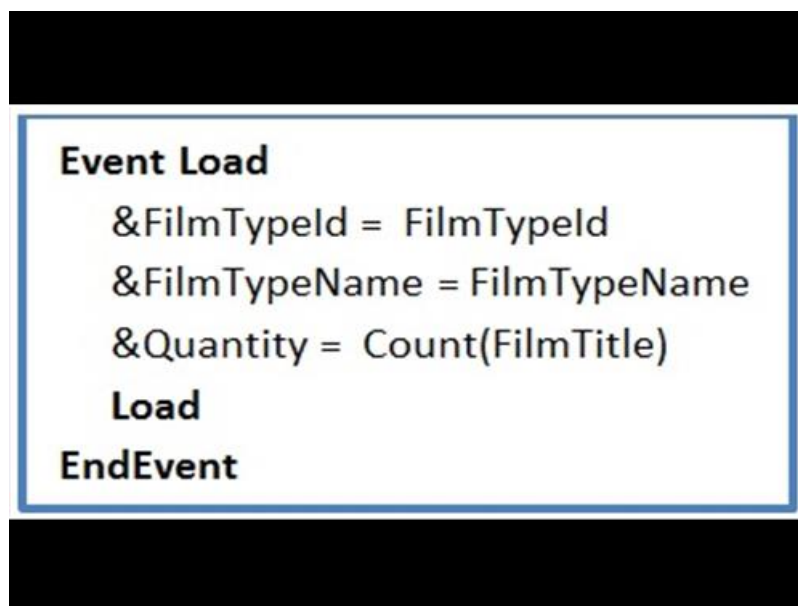 Event Load
&FilmTypeId = FilmTypeId
&FilmTypeName = FilmTypeName
&Quantity = Count(FilmTitle)
Load
EndEvent